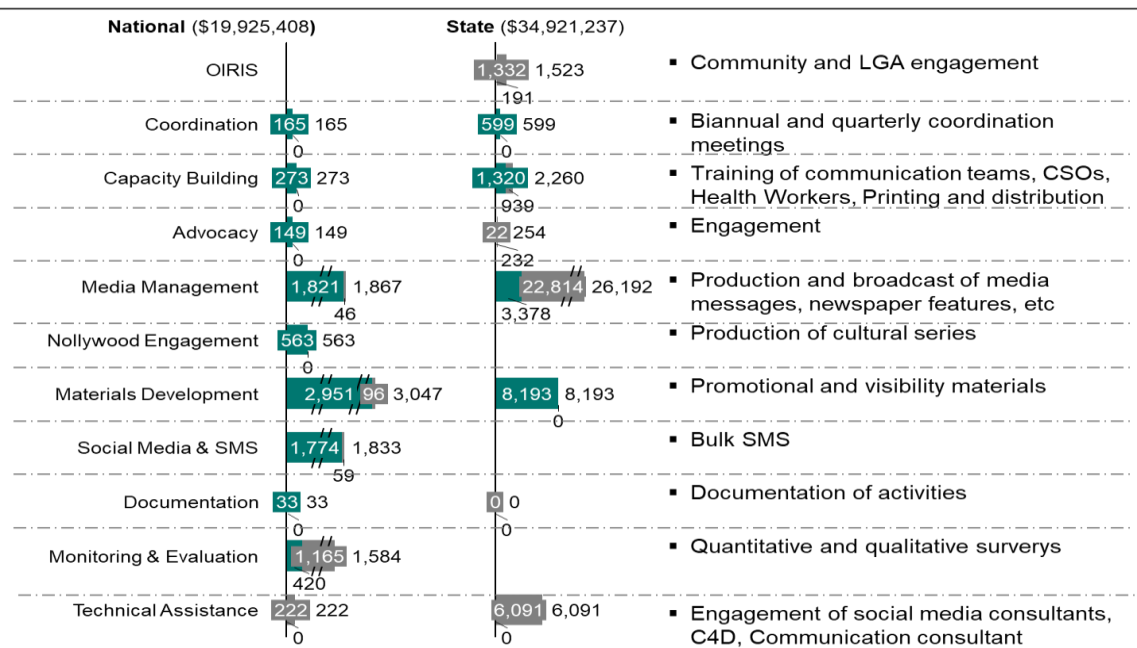 National ($19,925,408)
State ($34,921,237)
OIRIS
1,332 1,523
191
▪ Community and LGA engagement
Coordination
165 165
0
599 599
0
▪ Biannual and quarterly coordination
meetings
Capacity Building
273 273
0
1,320 2,260
939
▪ Training of communication teams, CSOs,
Health Workers, Printing and distribution
Advocacy
149 149
0
22 254
232
▪ Engagement
Media Management
1,821 1,867
46
22,814 26,192
3,378
▪ Production and broadcast of media
messages, newspaper features, etc
Nollywood Engagement
563 563
0
▪ Production of cultural series
Materials Development
2,951 96 3,047
8,193 8,193
0
▪ Promotional and visibility materials
Social Media & SMS
1,774 1,833
59
▪ Bulk SMS
Documentation
33 33
0
0 0
0
▪ Documentation of activities
Monitoring & Evaluation
1,165 1,584
420
▪ Quantitative and qualitative surverys
Technical Assistance
222 222
0
6,091 6,091
0
▪ Engagement of social media consultants,
C4D, Communication consultant